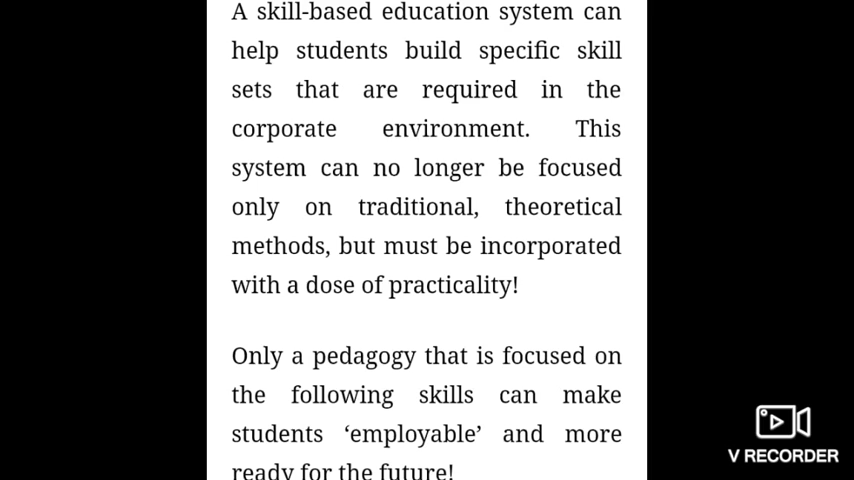 A skill-based education system can
help students build specific skill
sets that are required in the
corporate environment. This
system can no longer be focused
only on traditional, theoretical
methods, but must be incorporated
with a dose of practicality!
Only a pedagogy that is focused on
the following skills can make
students ‘employable’ and more
ready for the future!
V RECORDER